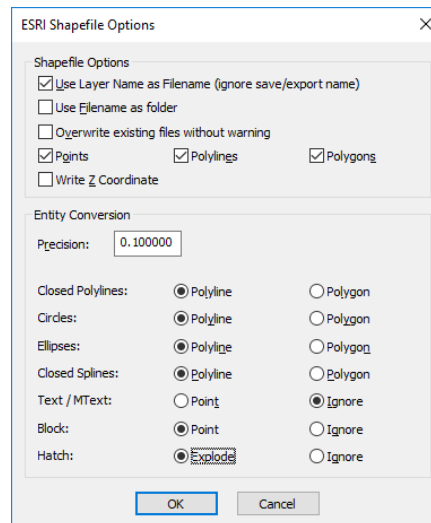 ESRI Shapefile Options
Shapefile Options
Use Layer Name as Filename (ignore save/export name)
Use Filename as folder
Overwrite existing files without warning
Points Polylines Polygons
Write Z Coordinate
Entity Conversion
Precision: 0.100000
Closed Polylines: Polyline Polygon
Circles: Polyline Polygon
Ellipses: Polyline Polygon
Closed Splines: Polyline Polygon
Text / MText: Point Ignore
Block: Point Ignore
Hatch: Explode Ignore
OK Cancel